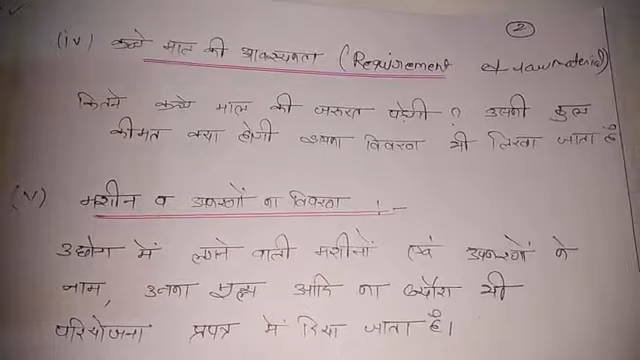 2
(iv) कच्चे माल की आवश्यकता (Requirement of raw material)
कितने कच्चे माल की जरूरत पड़ेगी ? उसकी कुल
कीमत क्या होगी इसका विवरण भी लिखा जाता है
(v) मशीन व उपकरणों का विवरण :-
उद्योग में लगने वाली मशीनों एवं उपकरणों के
नाम, उनका मूल्य आदि का ब्यौरा भी
परियोजना प्रपत्र में दिया जाता है।